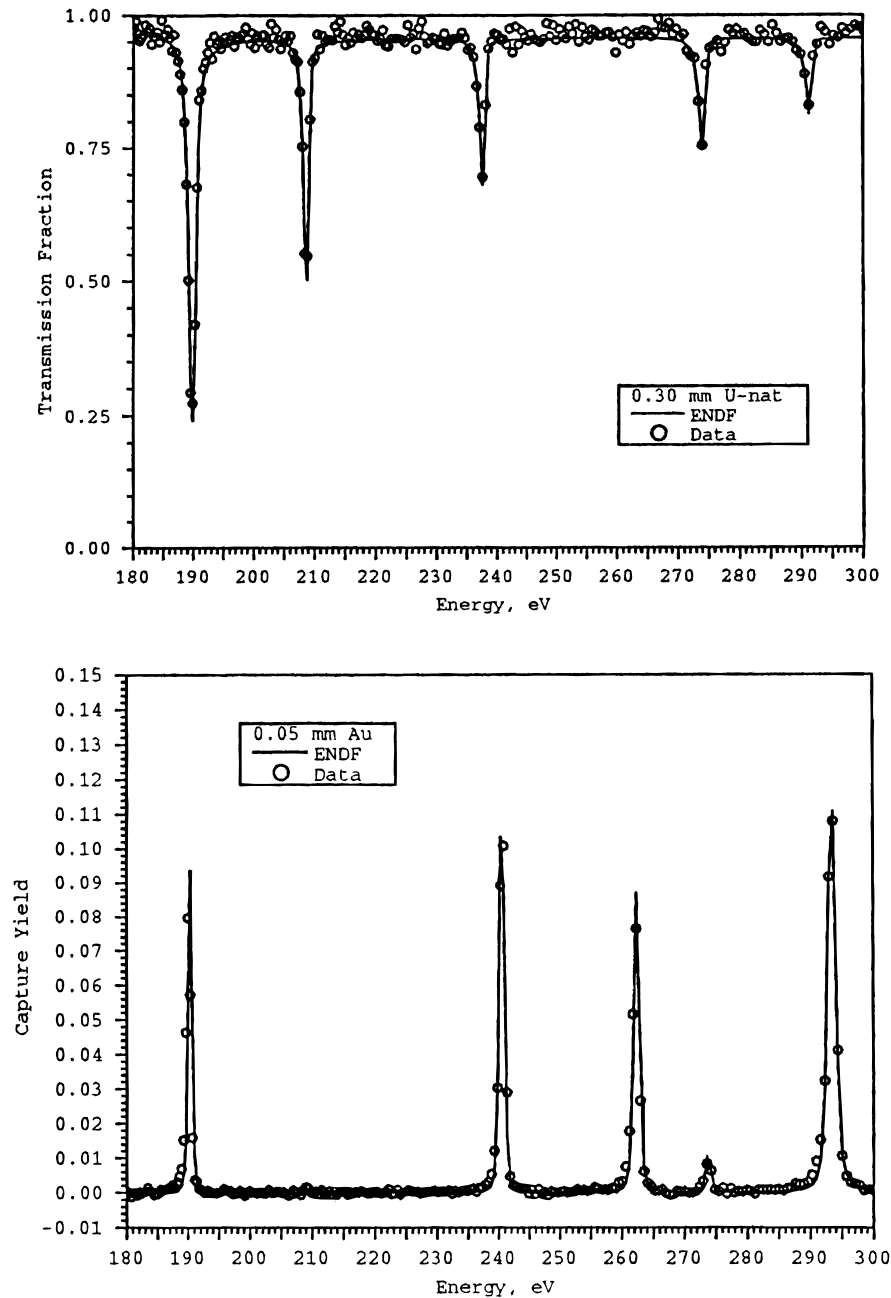 1.00
0.75
0.50
0.25
0.00
Transmission Fraction
0.30 mm U-nat
ENDF
Data
180 190 200 210 220 230 240 250 260 270 280 290 300
Energy, eV
0.15
0.14
0.13
0.12
0.11
0.10
0.09
0.08
0.07
0.06
0.05
0.04
0.03
0.02
0.01
0.00
-0.01
Capture Yield
0.05 mm Au
ENDF
Data
180 190 200 210 220 230 240 250 260 270 280 290 300
Energy, eV